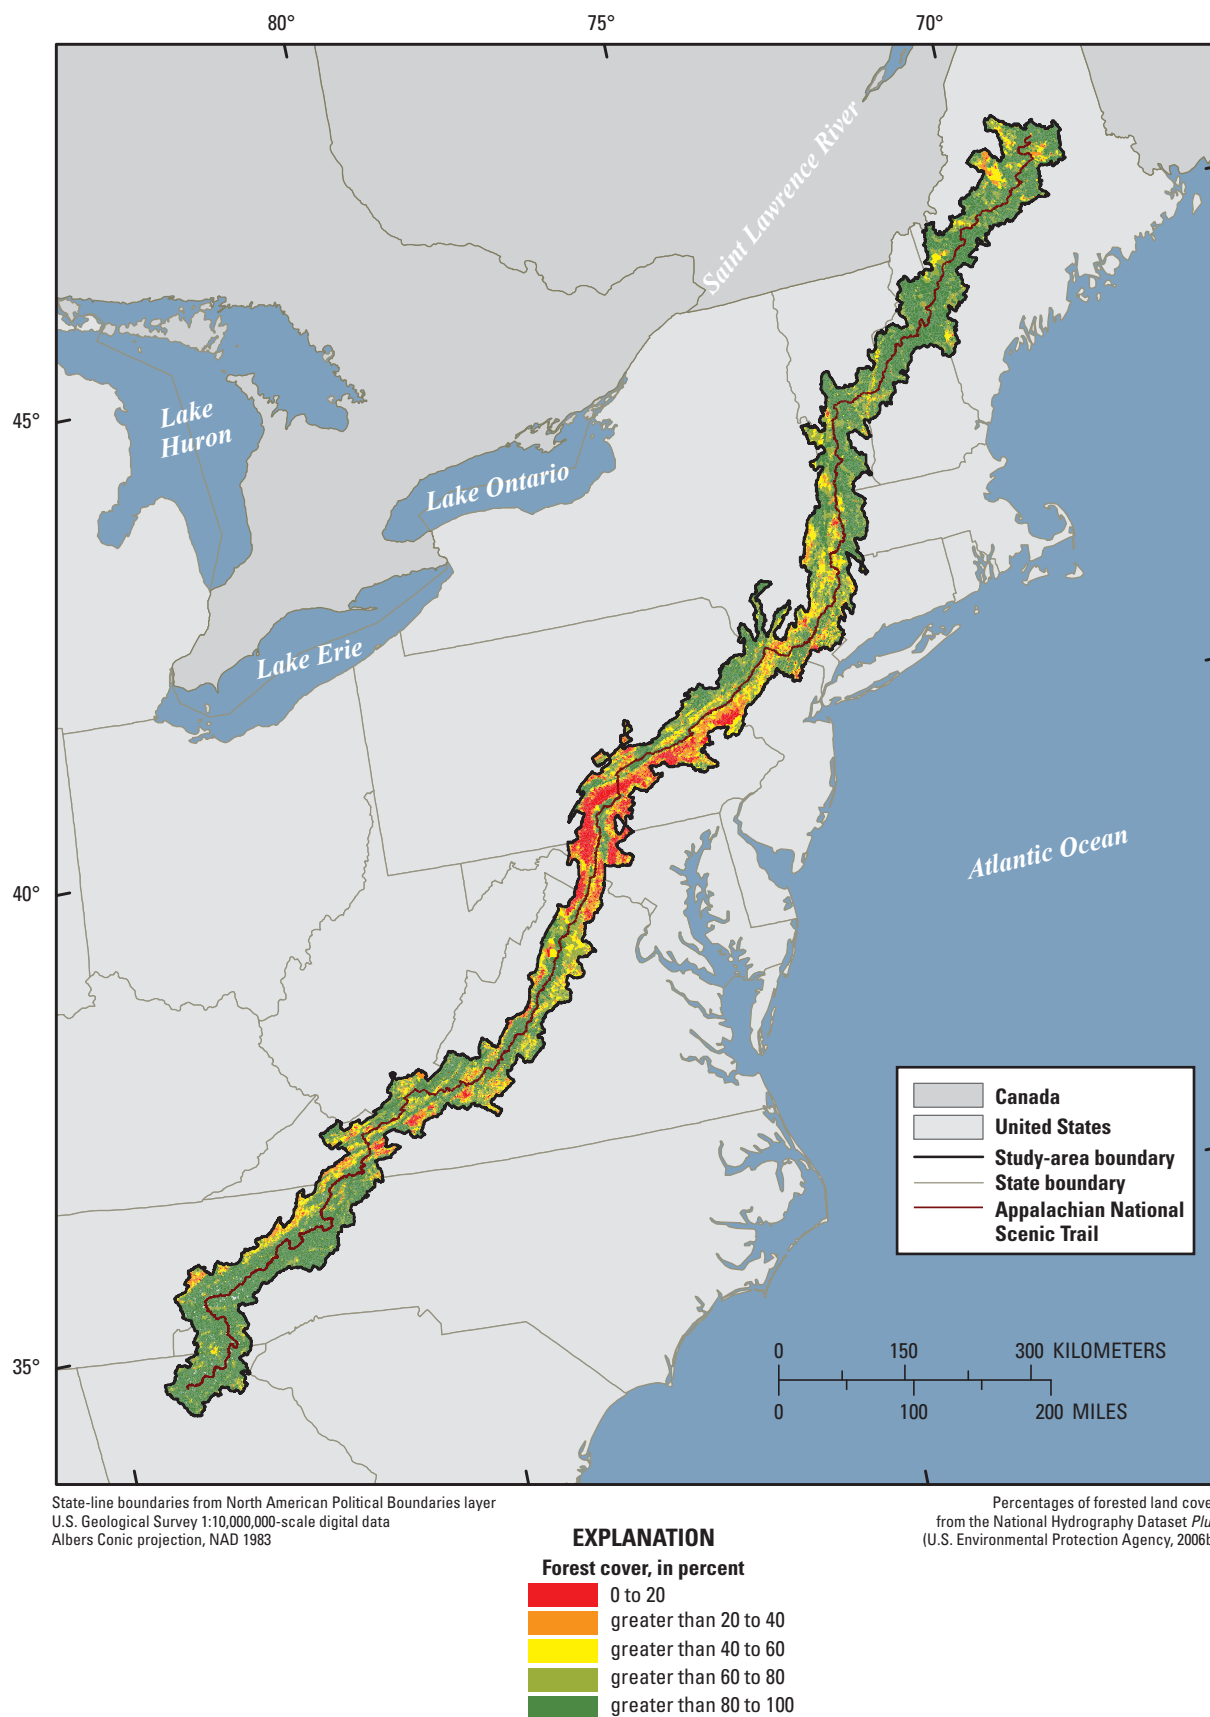 80°
75°
70°
Saint Lawrence River
Lake
Huron
45°
Lake Ontario
Lake Erie
Atlantic Ocean
40°
Canada
United States
Study-area boundary
State boundary
Appalachian National
Scenic Trail
35°
0 150 300 KILOMETERS
0 100 200 MILES
State-line boundaries from North American Political Boundaries layer
U.S. Geological Survey 1:10,000,000-scale digital data
Albers Conic projection, NAD 1983
Percentages of forested land cove
from the National Hydrography Dataset Plu
(U.S. Environmental Protection Agency, 2006b
EXPLANATION
Forest cover, in percent
0 to 20
greater than 20 to 40
greater than 40 to 60
greater than 60 to 80
greater than 80 to 100